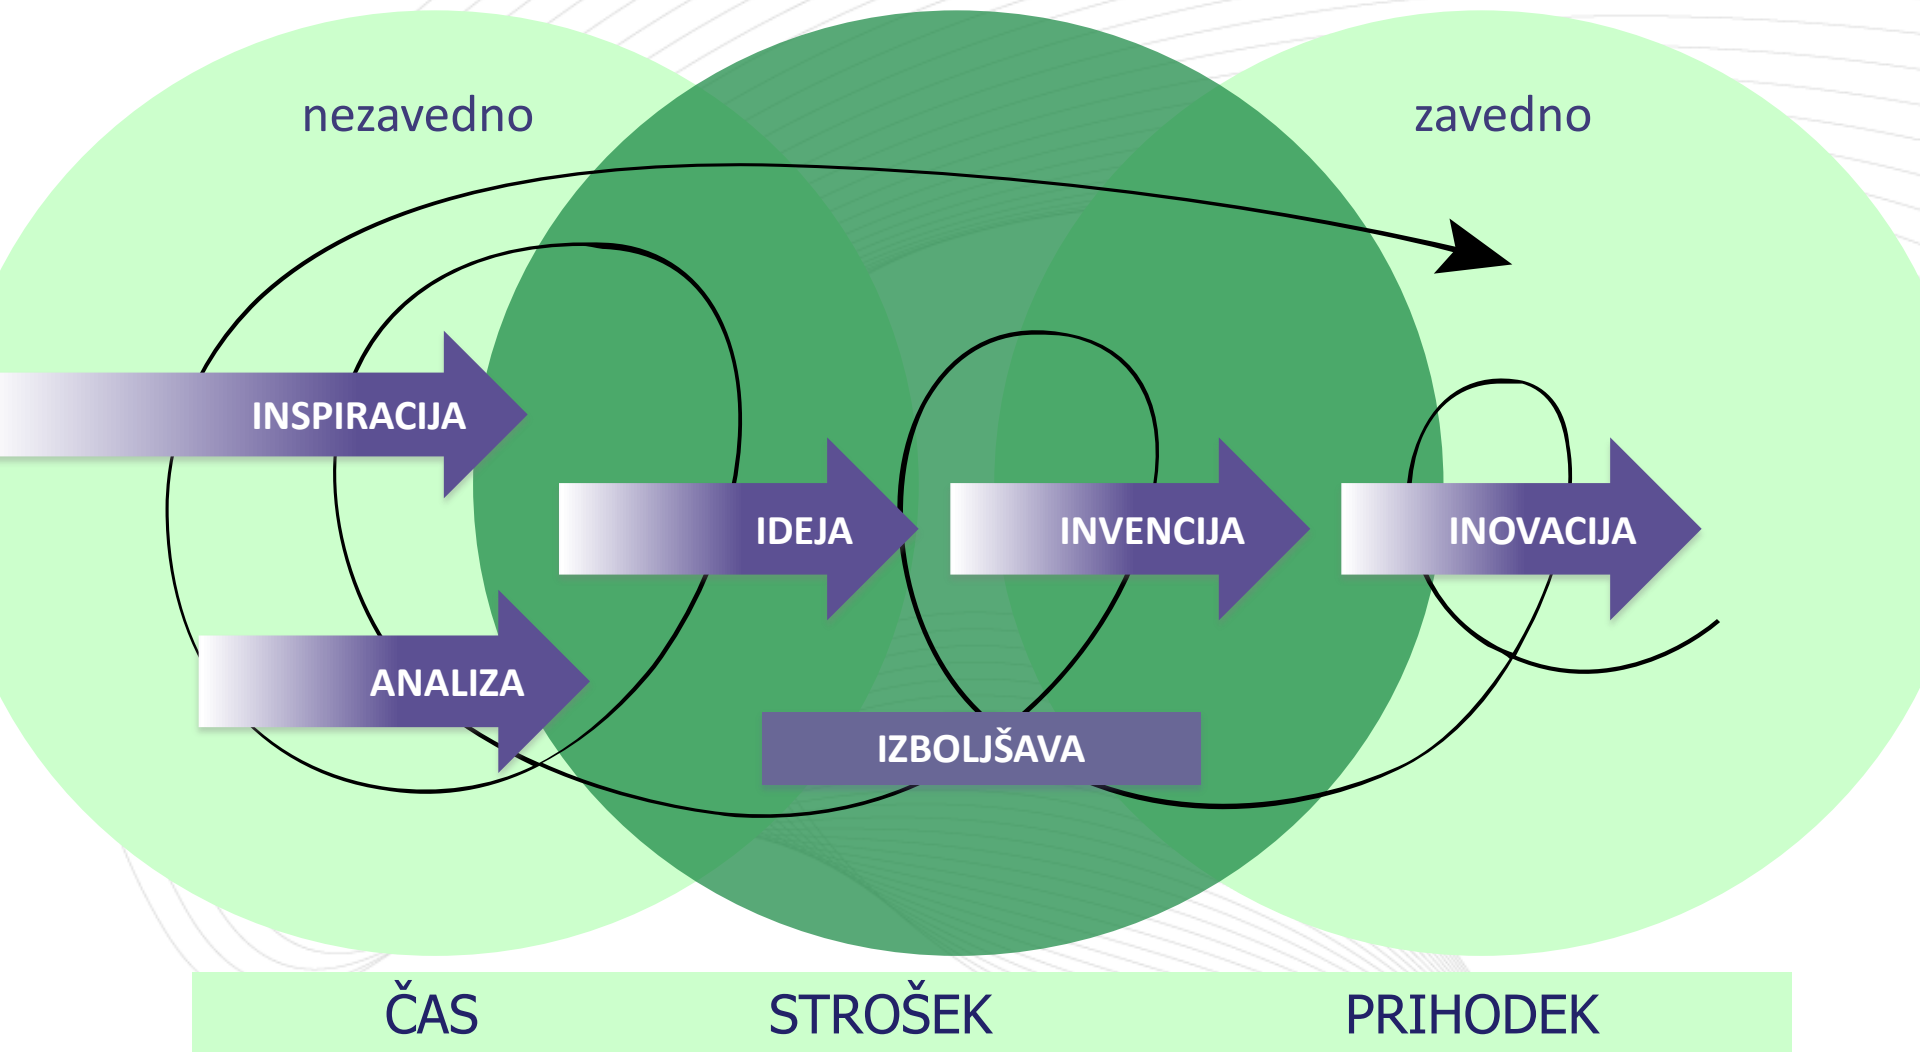 nezavedno
zavedno
INSPIRACIJA
IDEJA
INVENCIJA
INOVACIJA
ANALIZA
IZBOLJŠAVA
ČAS
STROŠEK
PRIHODEK